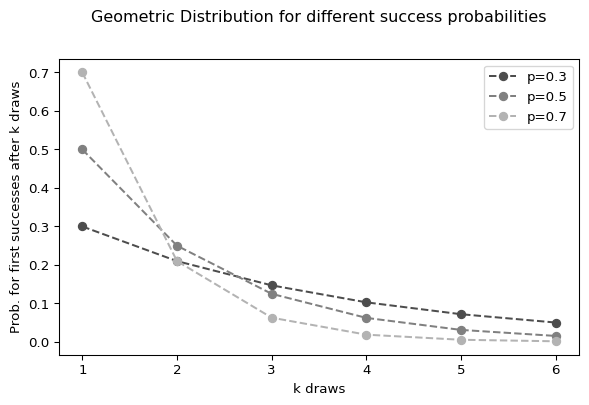 Geometric Distribution for different success probabilities
Prob. for first successes after k draws
0.7
0.6
0.5
0.4
0.3
0.2
0.1
0.0
p=0.3
p=0.5
p=0.7
1 2 3 4 5 6
k draws